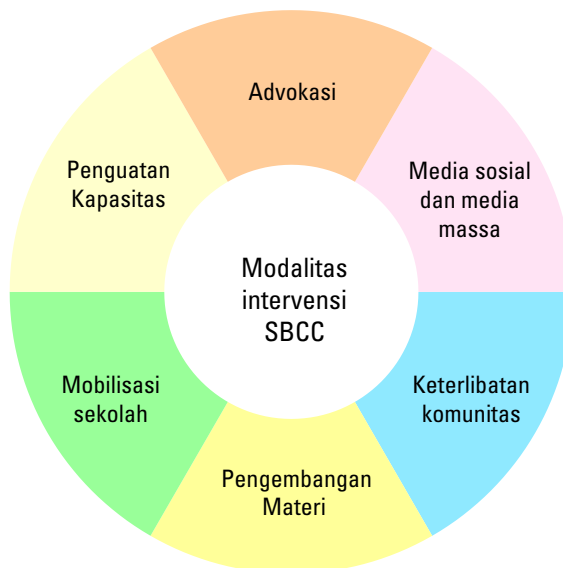 Advokasi
Media sosial
dan media
massa
Keterlibatan
komunitas
Pengembangan
Materi
Mobilisasi
sekolah
Penguatan
Kapasitas
Modalitas
intervensi
SBCC